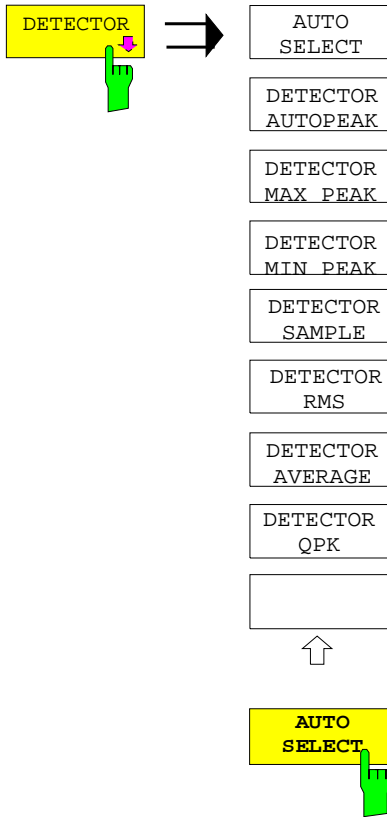 DETECTOR
AUTO
SELECT
DETECTOR
AUTOPEAK
DETECTOR
MAX PEAK
DETECTOR
MIN PEAK
DETECTOR
SAMPLE
DETECTOR
RMS
DETECTOR
AVERAGE
DETECTOR
QPK
AUTO
SELECT